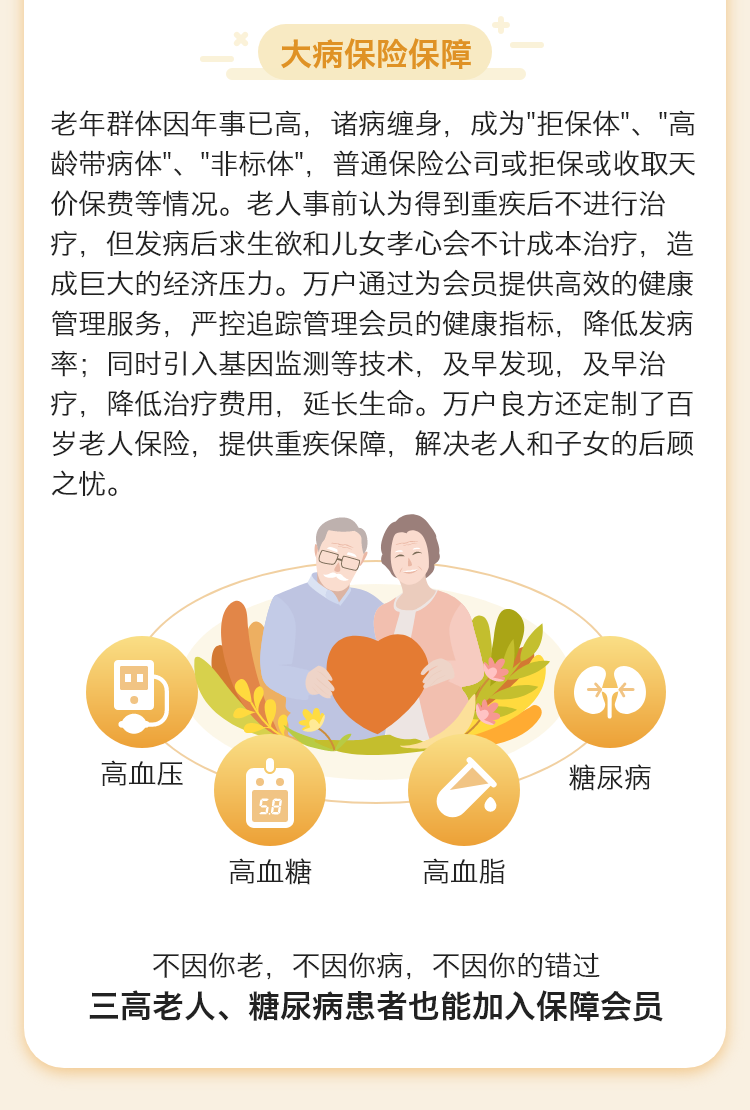 大病保险保障
老年群体因年事已高，诸病缠身，成为"拒保体"、"高
龄带病体"、"非标体"，普通保险公司或拒保或收取天
价保费等情况。老人事前认为得到重疾后不进行治
疗，但发病后求生欲和儿女孝心会不计成本治疗，造
成巨大的经济压力。万户通过为会员提供高效的健康
管理服务，严控追踪管理会员的健康指标，降低发病
率；同时引入基因监测等技术，及早发现，及早治
疗，降低治疗费用，延长生命。万户良方还定制了百
岁老人保险，提供重疾保障，解决老人和子女的后顾
之忧。
高血压
糖尿病
5.8
高血糖
高血脂
不因你老，不因你病，不因你的错过
三高老人、糖尿病患者也能加入保障会员